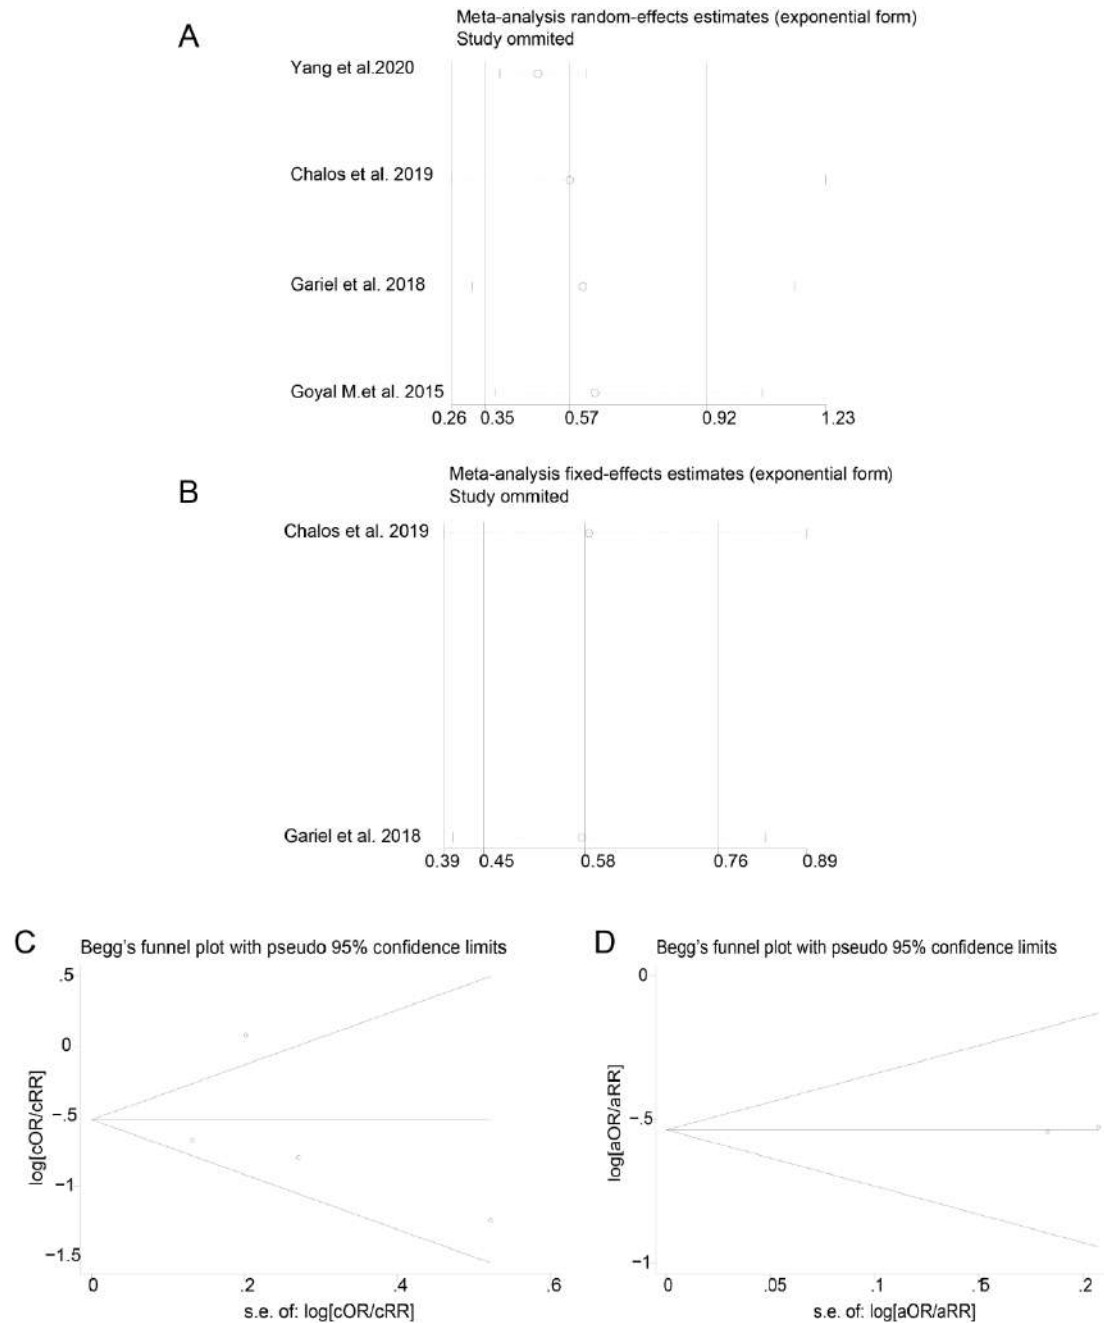 A
Meta-analysis random-effects estimates (exponential form)
Study ommited
Yang et al.2020
Chalos et al. 2019
Gariel et al. 2018
Goyal M.et al. 2015
0.26 0.35 0.57 0.92 1.23
B
Meta-analysis fixed-effects estimates (exponential form)
Study ommited
Chalos et al. 2019
Gariel et al. 2018
0.39 0.45 0.58 0.76 0.89
C
Begg's funnel plot with pseudo 95% confidence limits
log[cOR/cRR]
.5
0
-.5
-1
-1.5
0 .2 .4 .6
s.e. of: log[cOR/cRR]
D
Begg's funnel plot with pseudo 95% confidence limits
log[aOR/aRR]
0
-.5
-1
0 .05 .1 .15 .2
s.e. of: log[aOR/aRR]